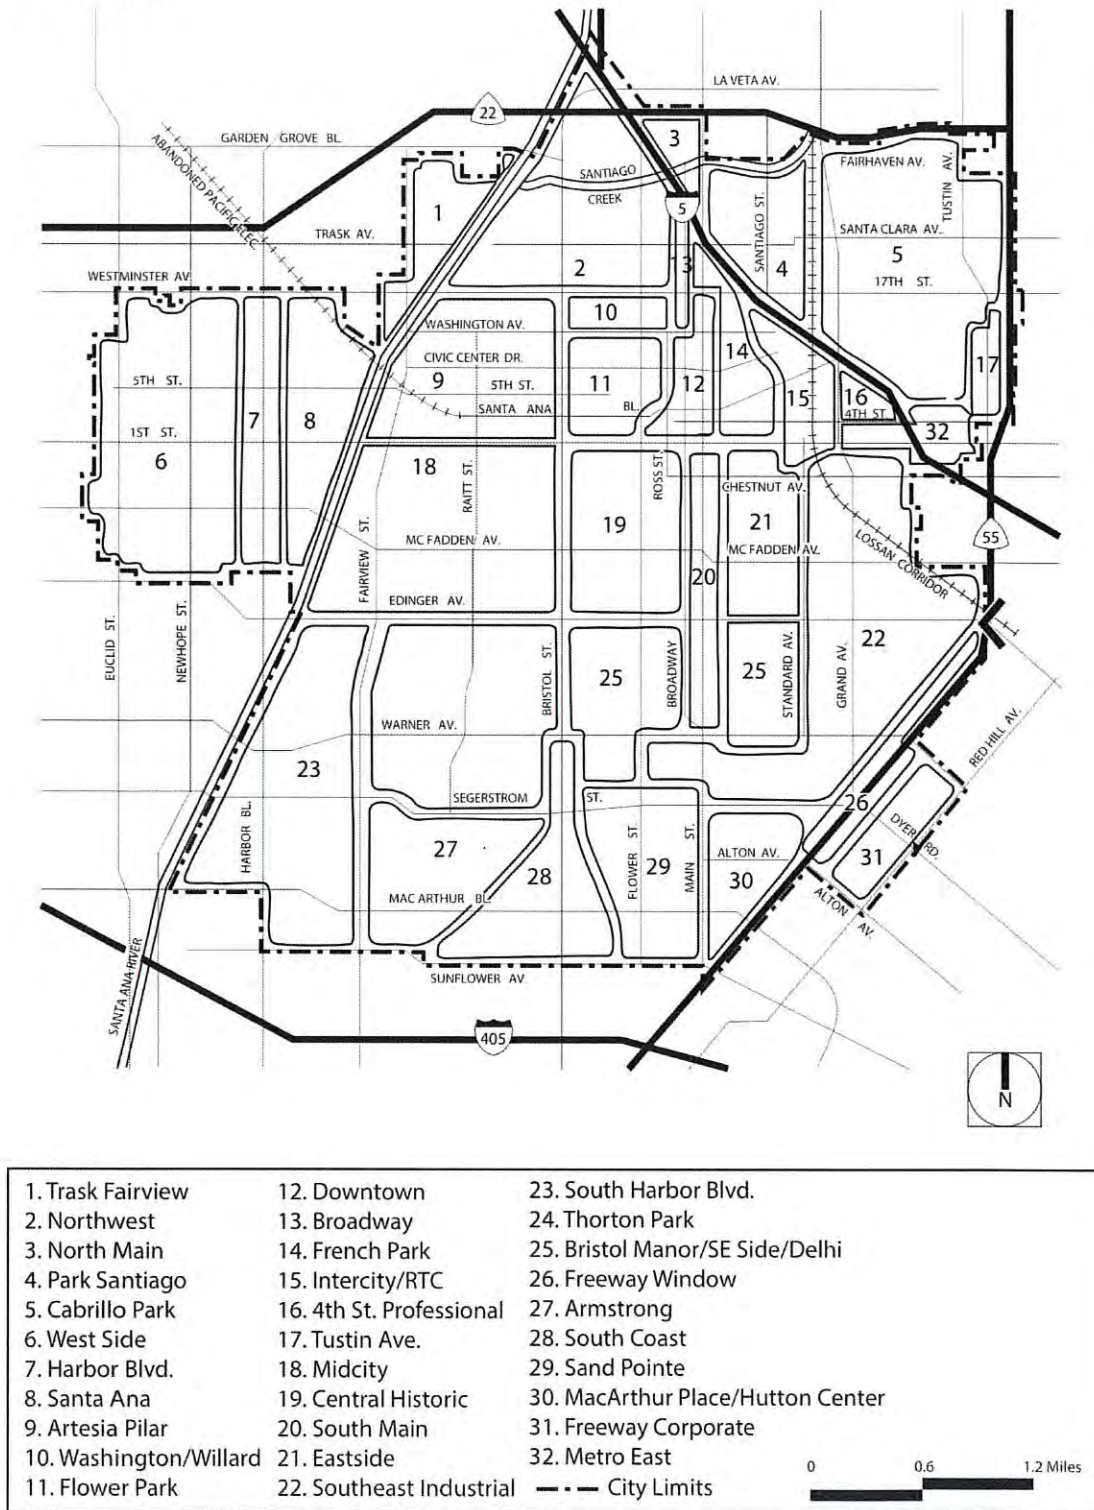 LA VETA AV.
22
GARDEN GROVE BL.
3
FAIRHAVEN AV.
ABANDONED PACIFIC ELEC.
SANTIAGO
CREEK
TUSTIN AV.
5
1
SANTIAGO ST.
TRASK AV.
SANTA CLARA AV.
5
WESTMINSTER AV.
2
13
4
17TH ST.
10
WASHINGTON AV.
CIVIC CENTER DR.
14
17
5TH ST.
9
5TH ST.
11
12
15
16
SANTA ANA
BL.
4TH ST.
7
8
1ST ST.
32
6
18
RAITT ST.
ROSS ST.
CHESTNUT AV.
19
21
FAIRVIEW ST.
MC FADDEN AV.
MC FADDEN AV.
LOSSAN CORRIDOR
55
20
EDINGER AV.
EUCLID ST.
NEWHOPE ST.
22
BRISTOL ST.
25
BROADWAY
25
STANDARD AV.
GRAND AV.
WARNER AV.
RED HILL AV.
23
SEGERSTROM
ST.
26
HARBOR BL.
DYER RD.
27
FLOWER ST.
MAIN ST.
ALTON AV.
28
29
30
31
MAC ARTHUR BL.
ALTON AV.
SANTA ANA RIVER
SUNFLOWER AV.
405
N
1. Trask Fairview
2. Northwest
3. North Main
4. Park Santiago
5. Cabrillo Park
6. West Side
7. Harbor Blvd.
8. Santa Ana
9. Artesia Pilar
10. Washington/Willard
11. Flower Park
12. Downtown
13. Broadway
14. French Park
15. Intercity/RTC
16. 4th St. Professional
17. Tustin Ave.
18. Midcity
19. Central Historic
20. South Main
21. Eastside
22. Southeast Industrial
23. South Harbor Blvd.
24. Thorton Park
25. Bristol Manor/SE Side/Delhi
26. Freeway Window
27. Armstrong
28. South Coast
29. Sand Pointe
30. MacArthur Place/Hutton Center
31. Freeway Corporate
32. Metro East
City Limits
0 0.6 1.2 Miles